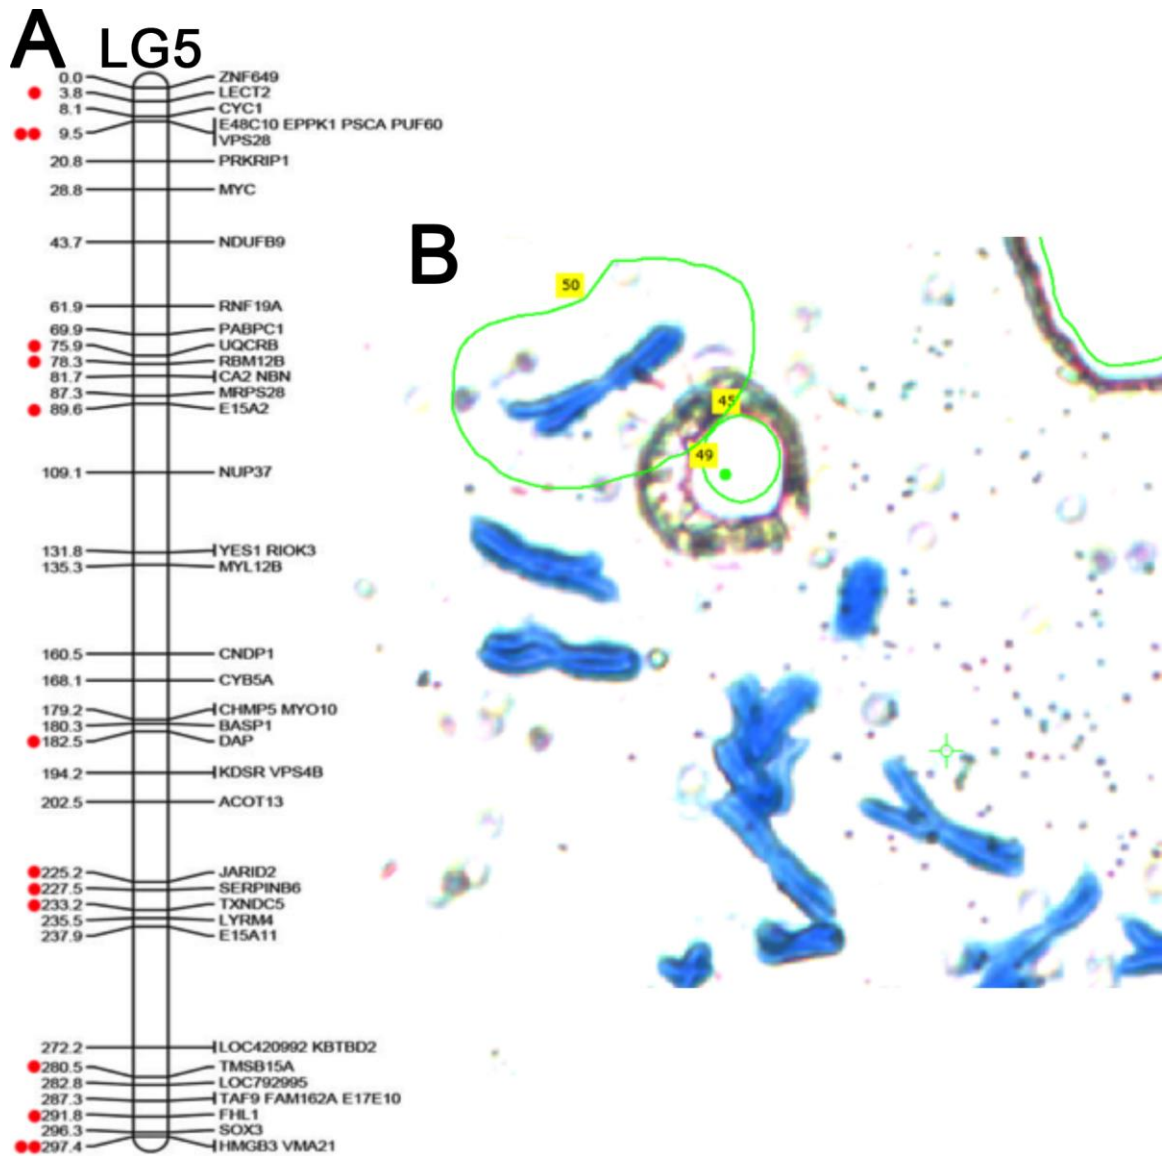 A LG5
0.0 ZNF649
3.8 LECT2
8.1 CYC1
9.5 E48C10 EPPK1 PSCA PUF60
VPS28
20.8 PRKRIP1
28.8 MYC
43.7 NDUFB9
61.9 RNF19A
69.9 PABPC1
75.9 UQCRB
78.3 RBM12B
81.7 CA2 NBN
87.3 MRPS28
89.6 E15A2
109.1 NUP37
131.8 YES1 RIOK3
135.3 MYL12B
160.5 CNDP1
168.1 CYB5A
179.2 CHMP5 MYO10
180.3 BASP1
182.5 DAP
194.2 KDSR VPS4B
202.5 ACOT13
225.2 JARID2
227.5 SERPINB6
233.2 TXNDC5
235.5 LYRM4
237.9 E15A11
272.2 LOC420992 KBTBD2
280.5 TMSB15A
282.8 LOC792995
287.3 TAF9 FAM162A E17E10
291.8 FHL1
296.3 SOX3
297.4 HMGB3 VMA21
B
50
45
49